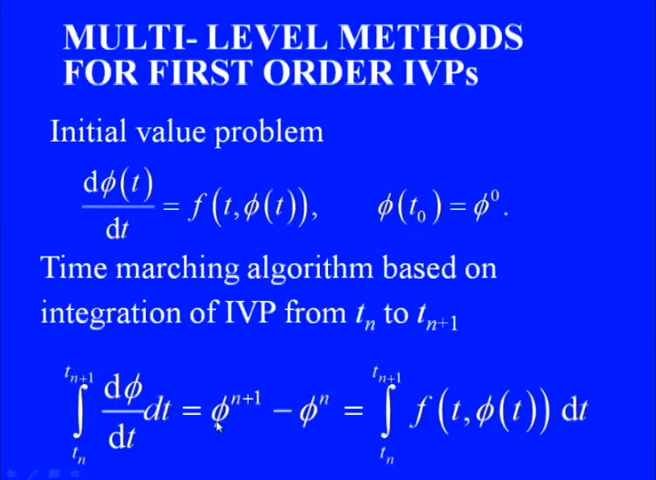 MULTI- LEVEL METHODS
FOR FIRST ORDER IVPs
Initial value problem
dϕ(t)/dt = f(t,ϕ(t)), ϕ(t₀) = ϕ⁰.
Time marching algorithm based on
integration of IVP from tₙ to tₙ₊₁
∫_{tₙ}^{tₙ₊₁} dϕ/dt dt = ϕⁿ⁺¹ − ϕⁿ = ∫_{tₙ}^{tₙ₊₁} f(t,ϕ(t)) dt